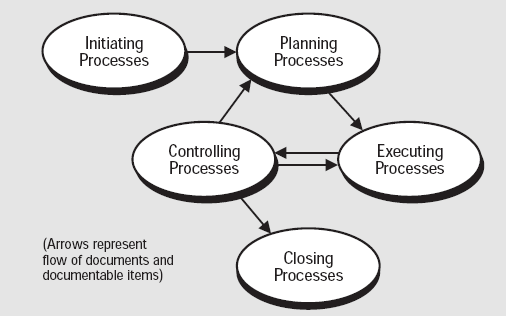 Initiating
Processes
Planning
Processes
Controlling
Processes
Executing
Processes
(Arrows represent
flow of documents and
documentable items)
Closing
Processes